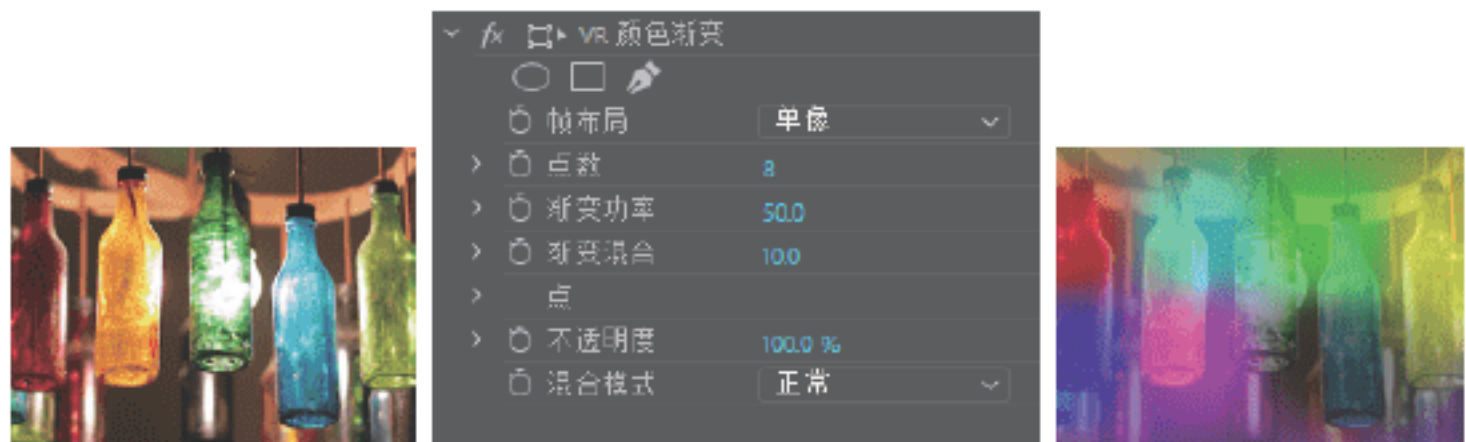 fx VR 颜色渐变
帧布局 单像
点数 8
渐变功率 50.0
渐变混合 10.0
点
不透明度 100.0 %
混合模式 正常